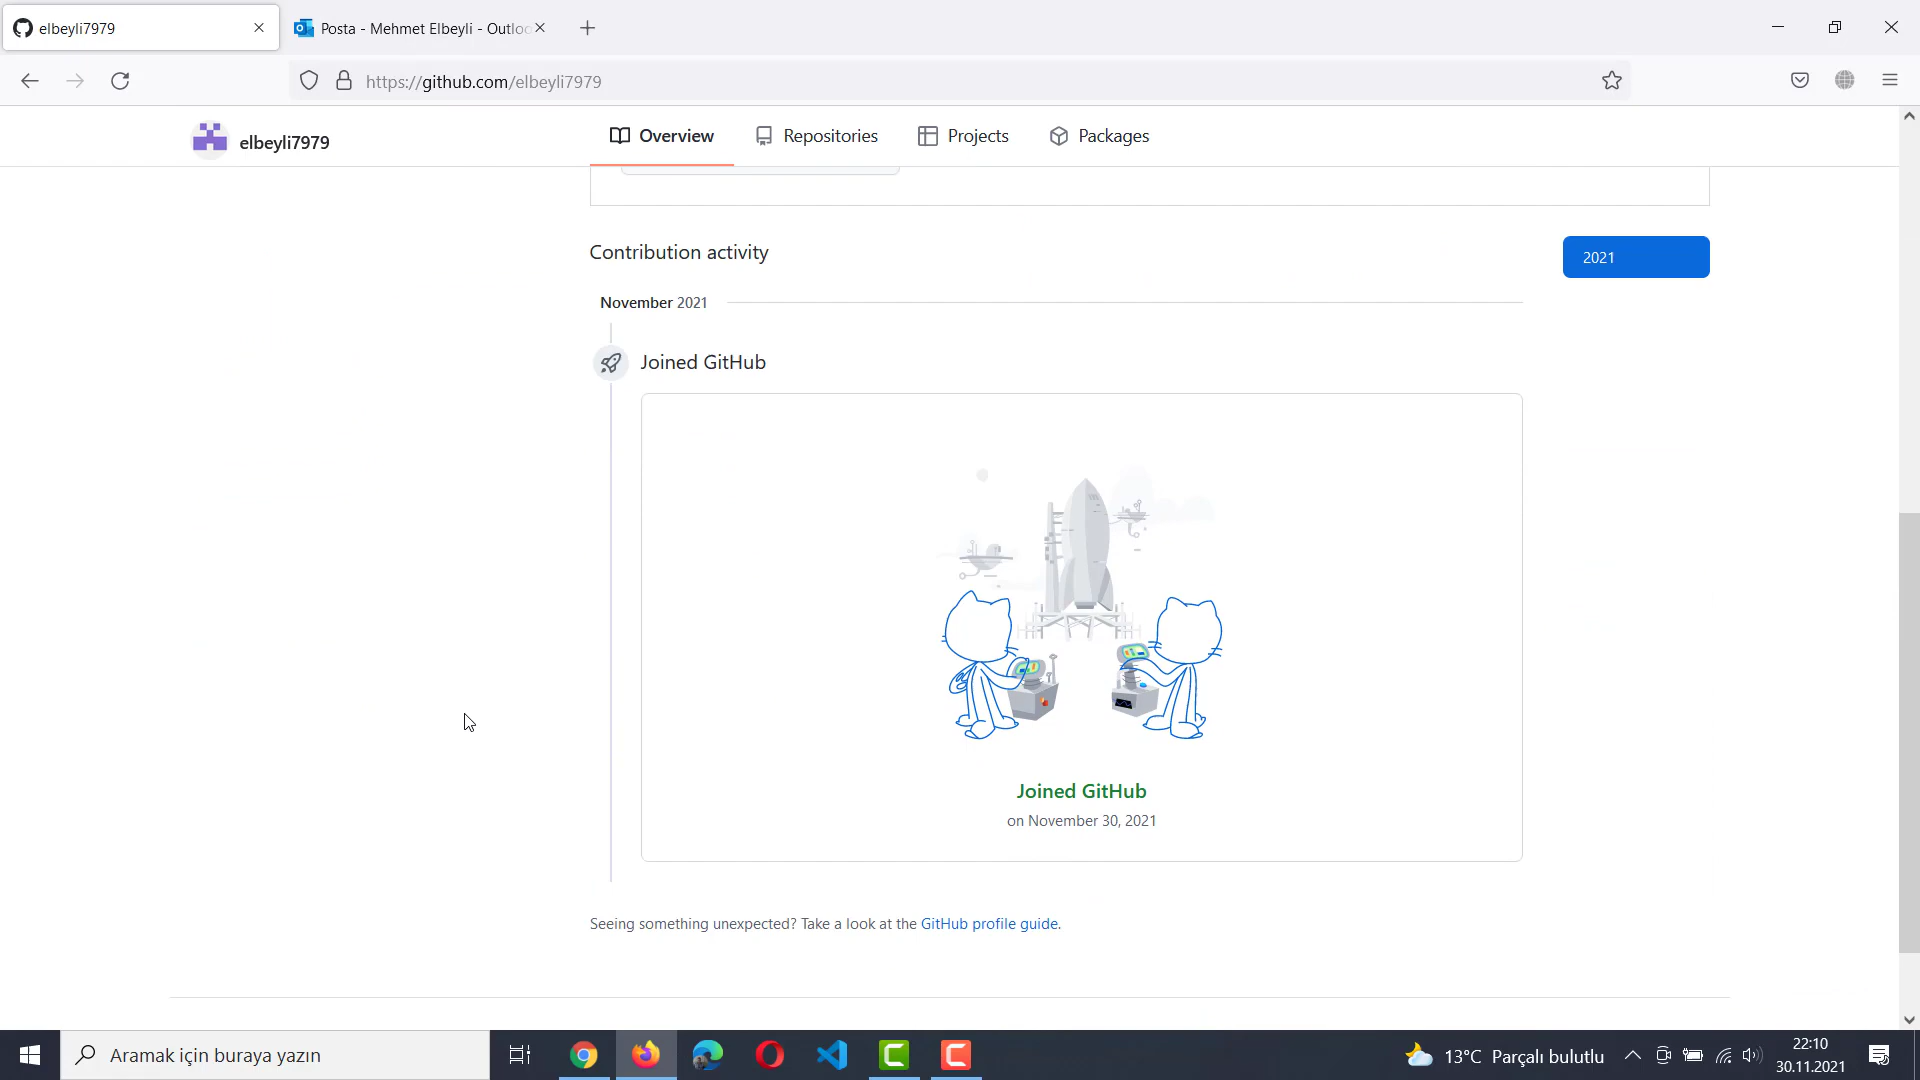 elbeyli7979
Posta - Mehmet Elbeyli - Outloo
https://github.com/elbeyli7979
elbeyli7979
Overview
Repositories
Projects
Packages
Contribution activity
2021
November 2021
Joined GitHub
Joined GitHub
on November 30, 2021
Seeing something unexpected? Take a look at the GitHub profile guide.
Aramak için buraya yazın
13°C Parçalı bulutlu
22:10
30.11.2021